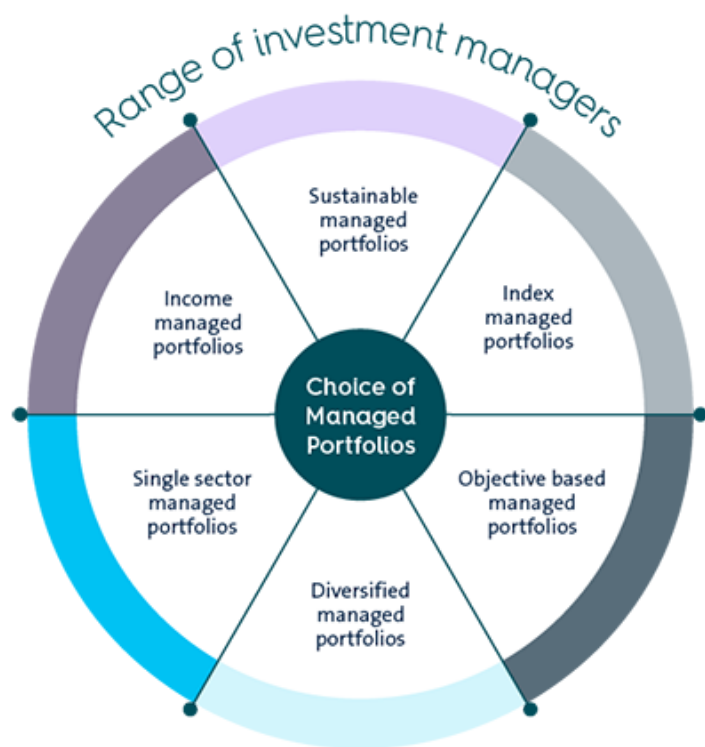 Range of investment managers
Sustainable
managed
portfolios
Income
managed
portfolios
Index
managed
portfolios
Choice of
Managed
Portfolios
Single sector
managed
portfolios
Objective based
managed
portfolios
Diversified
managed
portfolios